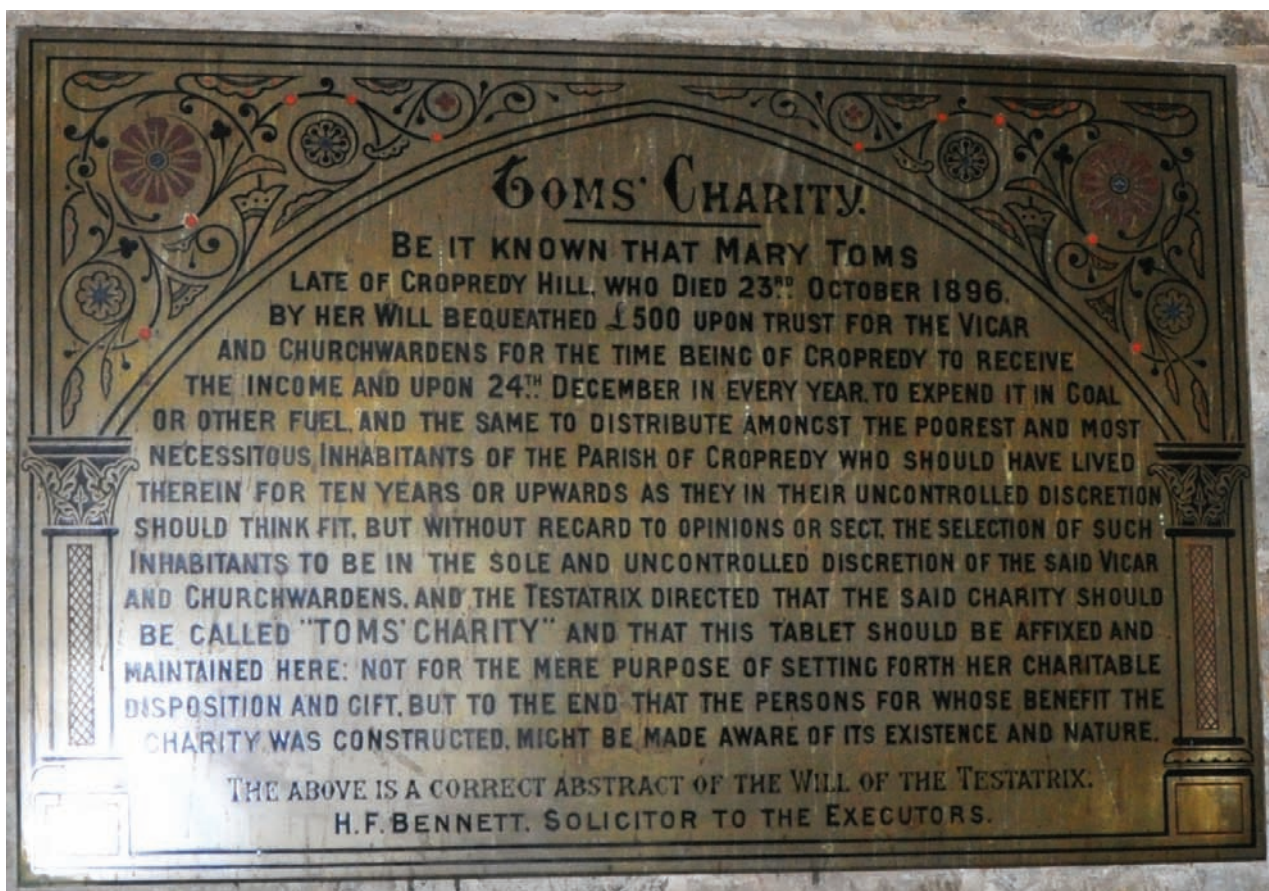 TOMS' CHARITY.
BE IT KNOWN THAT MARY TOMS
LATE OF CROPREDY HILL, WHO DIED 23RD OCTOBER 1896,
BY HER WILL BEQUEATHED £500 UPON TRUST FOR THE VICAR
AND CHURCHWARDENS FOR THE TIME BEING OF CROPREDY TO RECEIVE
THE INCOME AND UPON 24TH DECEMBER IN EVERY YEAR, TO EXPEND IT IN COAL
OR OTHER FUEL, AND THE SAME TO DISTRIBUTE AMONGST THE POOREST AND MOST
NECESSITOUS INHABITANTS OF THE PARISH OF CROPREDY WHO SHOULD HAVE LIVED
THEREIN FOR TEN YEARS OR UPWARDS AS THEY IN THEIR UNCONTROLLED DISCRETION
SHOULD THINK FIT, BUT WITHOUT REGARD TO OPINIONS OR SECT, THE SELECTION OF SUCH
INHABITANTS TO BE IN THE SOLE AND UNCONTROLLED DISCRETION OF THE SAID VICAR
AND CHURCHWARDENS, AND THE TESTATRIX DIRECTED THAT THE SAID CHARITY SHOULD
BE CALLED "TOMS' CHARITY" AND THAT THIS TABLET SHOULD BE AFFIXED AND
MAINTAINED HERE: NOT FOR THE MERE PURPOSE OF SETTING FORTH HER CHARITABLE
DISPOSITION AND GIFT, BUT TO THE END THAT THE PERSONS FOR WHOSE BENEFIT THE
CHARITY WAS CONSTRUCTED, MIGHT BE MADE AWARE OF ITS EXISTENCE AND NATURE.
THE ABOVE IS A CORRECT ABSTRACT OF THE WILL OF THE TESTATRIX.
H.F. BENNETT, SOLICITOR TO THE EXECUTORS.